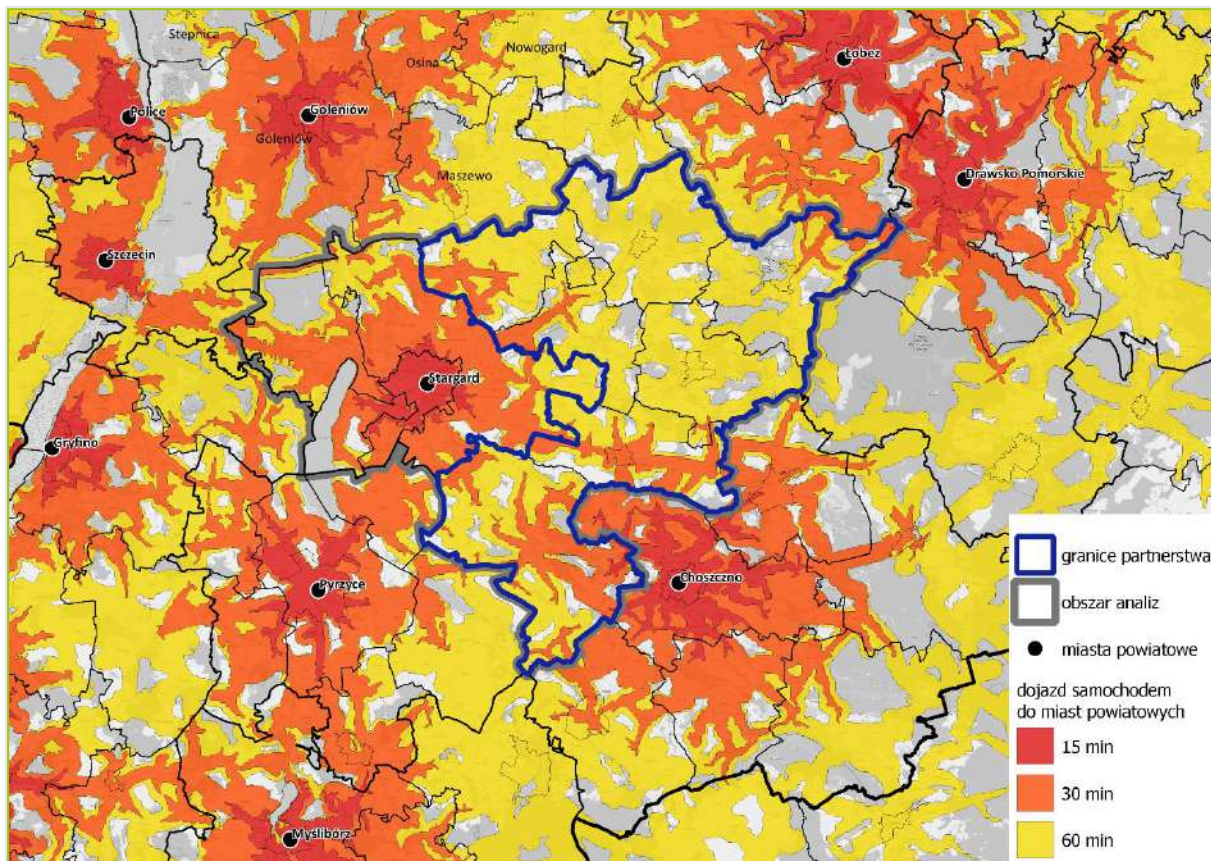 Stepnica
Nowogard
Osina
Łobez
Police
Goleniów
Goleniów
Maszewo
Drawsko Pomorskie
Szczecin
Stargard
Gryfino
Pyrzyce
Choszczno
Myślibórz
granice partnerstwa
obszar analiz
miasta powiatowe
dojazd samochodem
do miast powiatowych
15 min
30 min
60 min